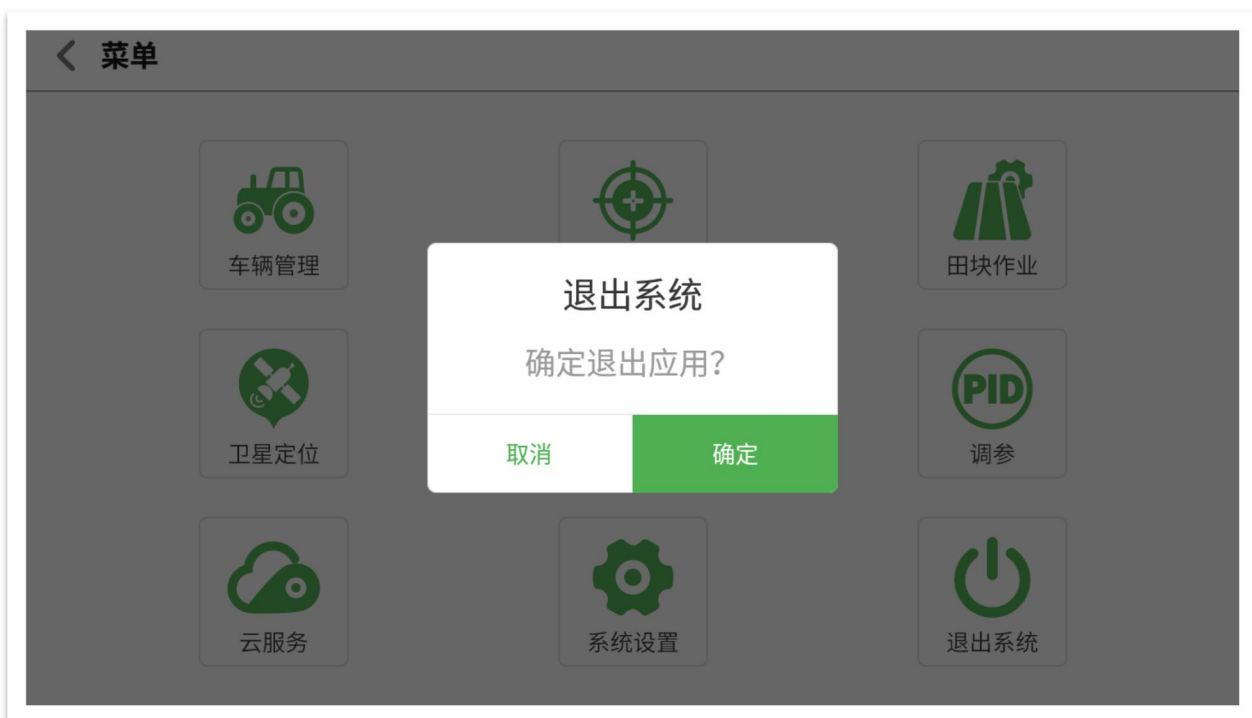 菜单
车辆管理
田块作业
退出系统
确定退出应用？
卫星定位
PID
调参
取消
确定
云服务
系统设置
退出系统